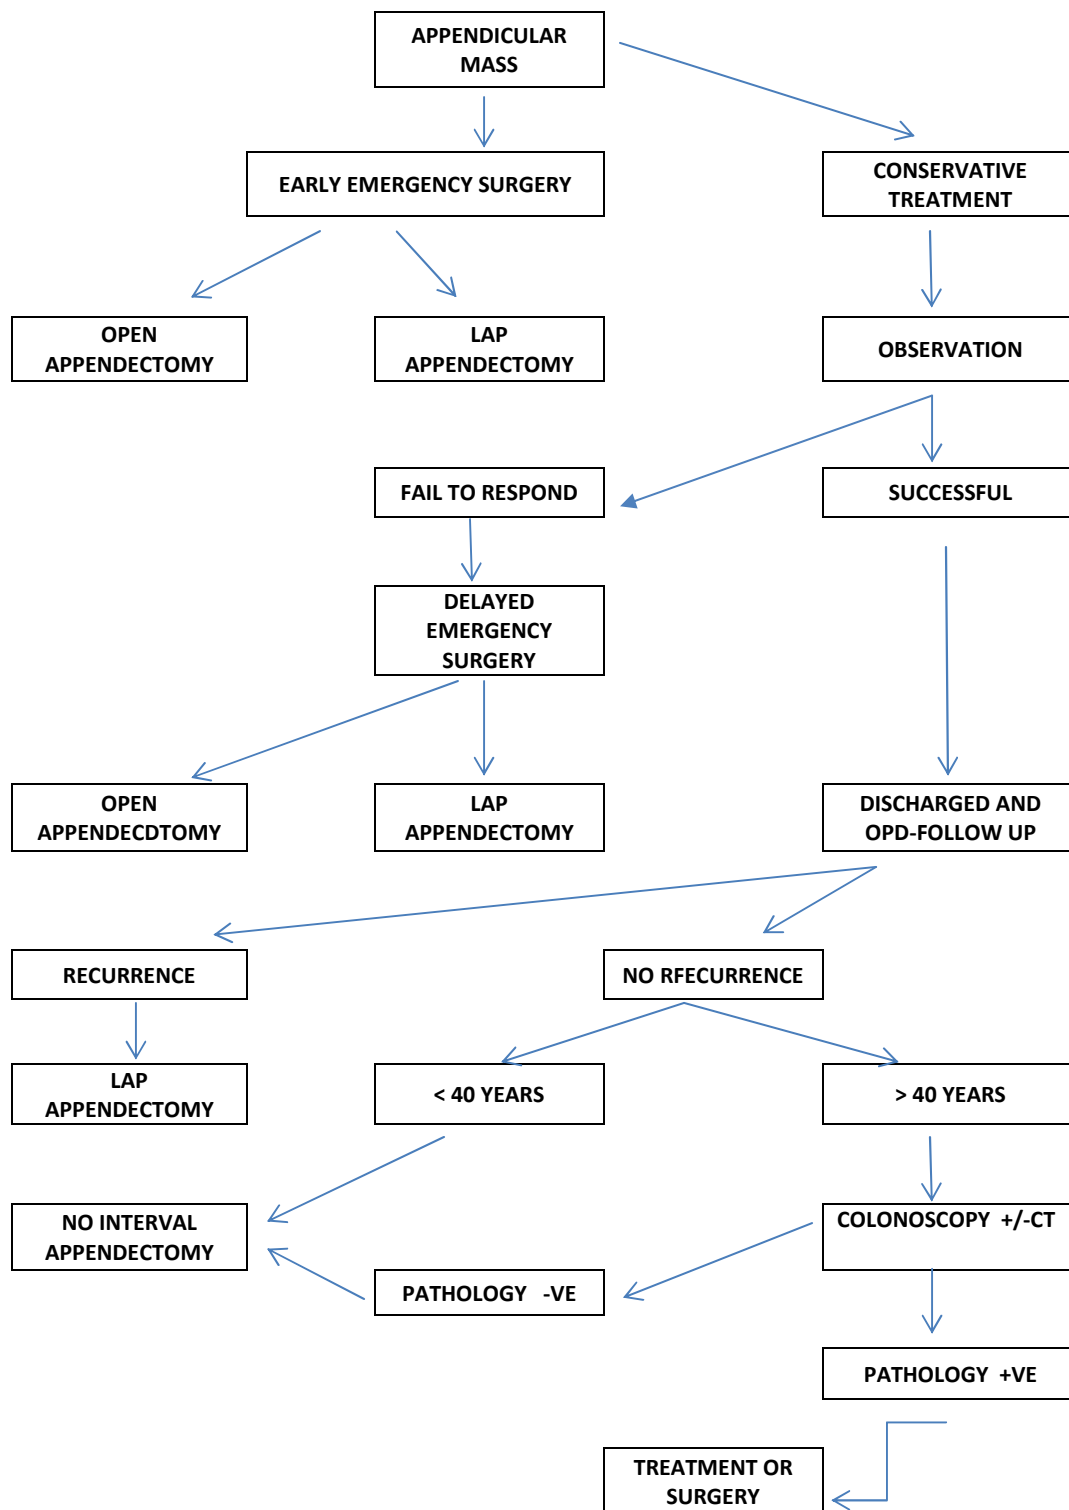 APPENDICULAR
MASS
EARLY EMERGENCY SURGERY
CONSERVATIVE
TREATMENT
OPEN
APPENDECTOMY
LAP
APPENDECTOMY
OBSERVATION
FAIL TO RESPOND
SUCCESSFUL
DELAYED
EMERGENCY
SURGERY
OPEN
APPENDECDTOMY
LAP
APPENDECTOMY
DISCHARGED AND
OPD-FOLLOW UP
RECURRENCE
NO RFECURRENCE
LAP
APPENDECTOMY
< 40 YEARS
> 40 YEARS
NO INTERVAL
APPENDECTOMY
COLONOSCOPY +/-CT
PATHOLOGY -VE
PATHOLOGY +VE
TREATMENT OR
SURGERY